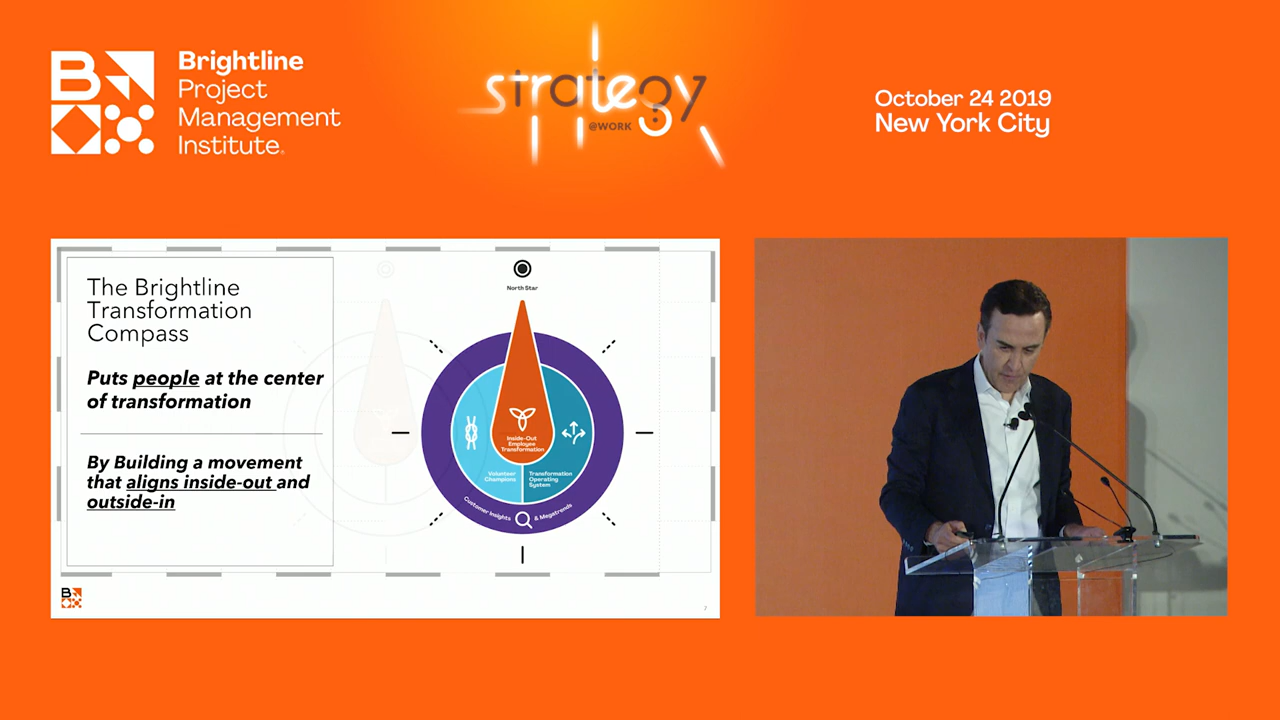 Brightline
Project
Management
Institute.
strategy
@WORK
October 24 2019
New York City
The Brightline
Transformation
Compass
Puts people at the center
of transformation
By Building a movement
that aligns inside-out and
outside-in
North Star
Inside-Out
Employee
Transformation
Volunteer
Champions
Transformation
Operating
System
Customer Insights & Megatrends
B
7